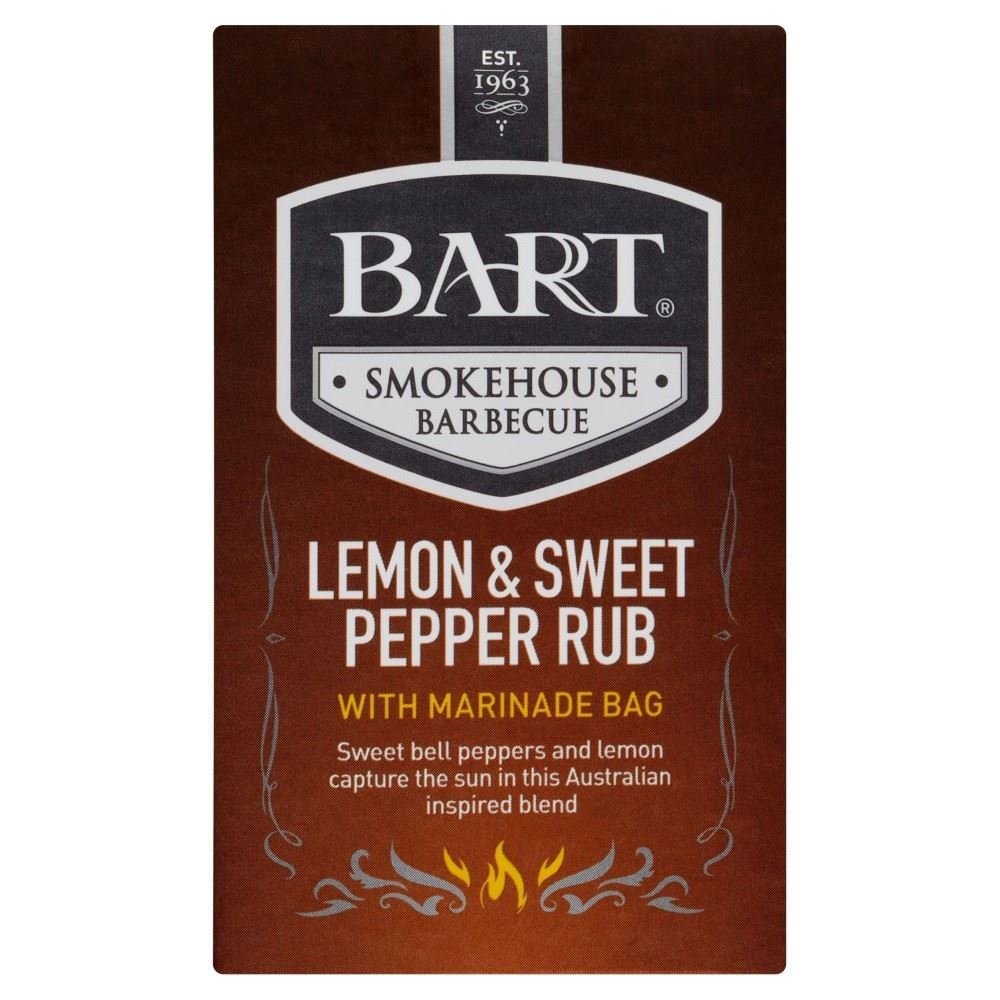 EST.
1963
BART®
• SMOKEHOUSE •
BARBECUE
LEMON & SWEET
PEPPER RUB
WITH MARINADE BAG
Sweet bell peppers and lemon
capture the sun in this Australian
inspired blend